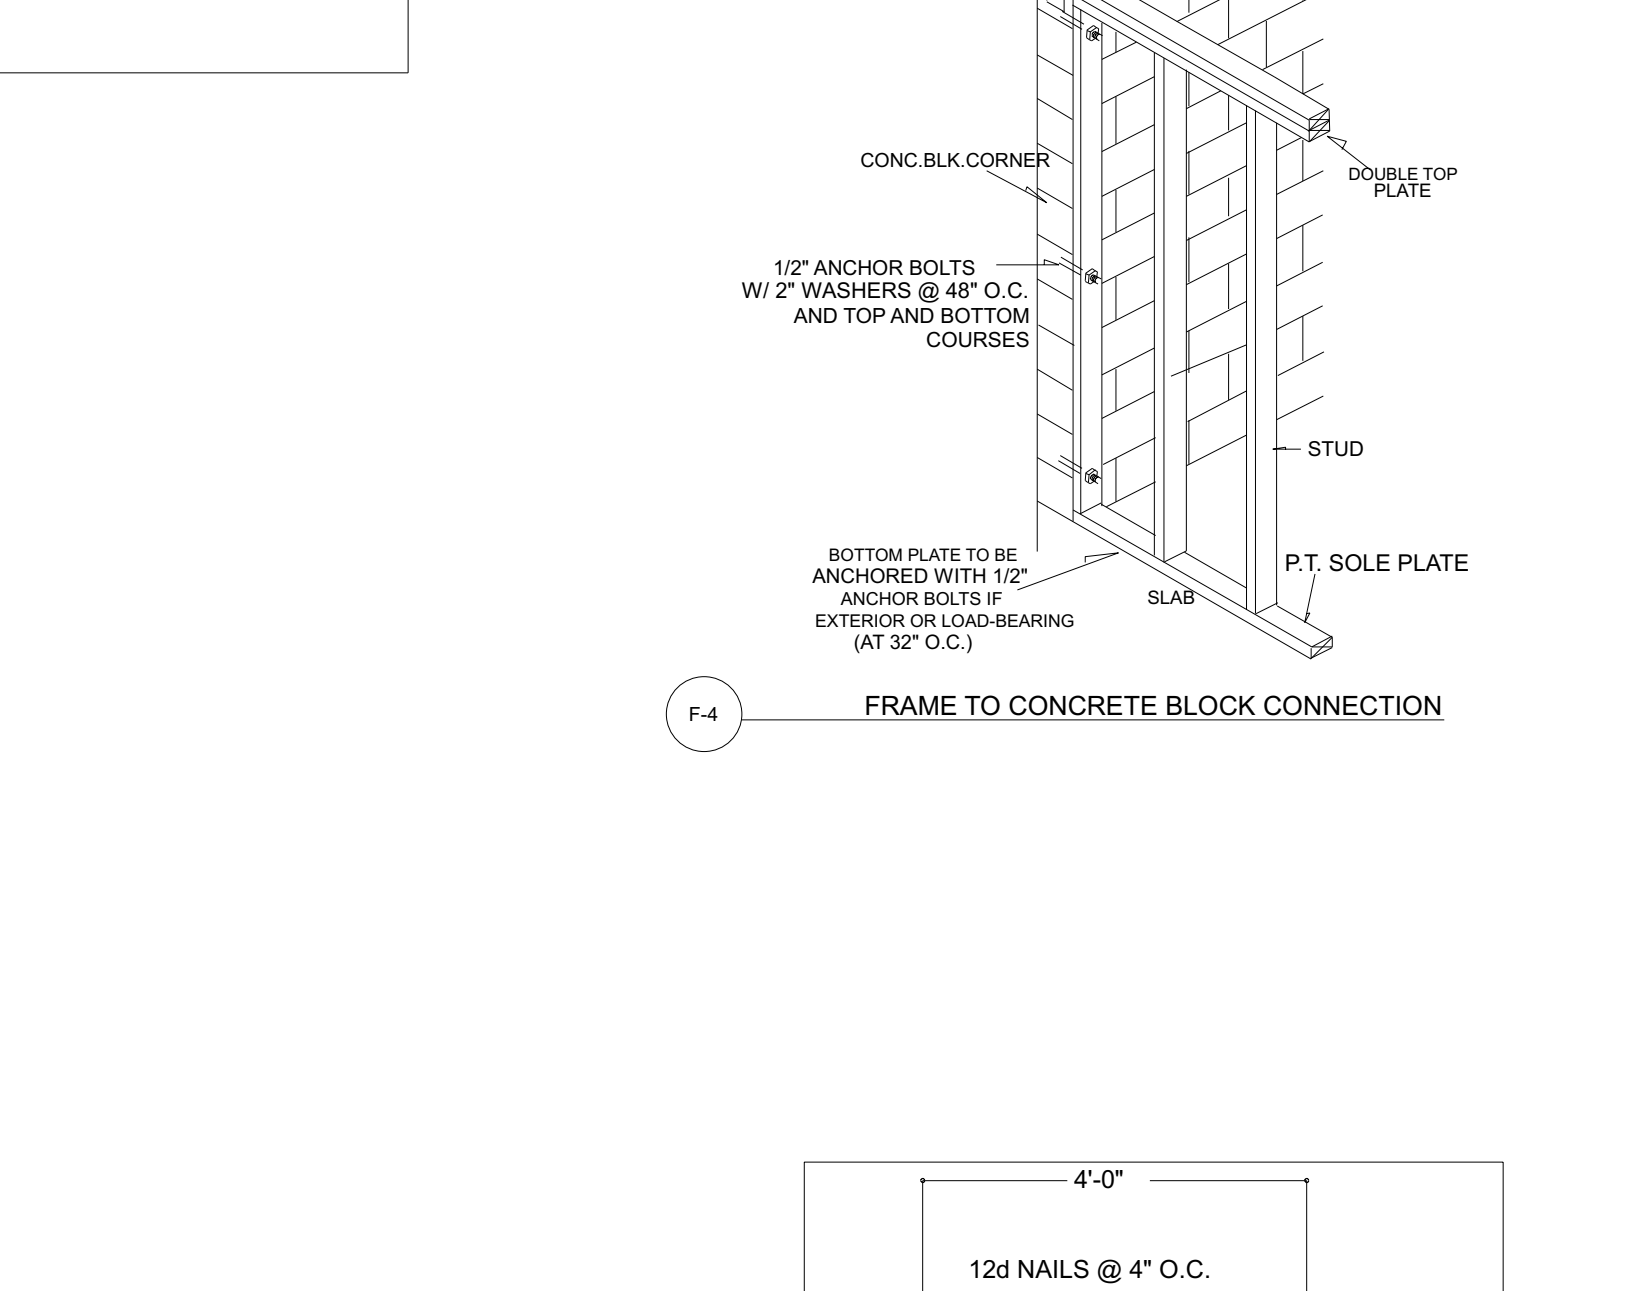 CONC.BLK.CORNER
DOUBLE TOP
PLATE
1/2" ANCHOR BOLTS
W/ 2" WASHERS @ 48" O.C.
AND TOP AND BOTTOM
COURSES
STUD
BOTTOM PLATE TO BE
ANCHORED WITH 1/2"
ANCHOR BOLTS IF
EXTERIOR OR LOAD-BEARING
(AT 32" O.C.)
P.T. SOLE PLATE
SLAB
F-4
FRAME TO CONCRETE BLOCK CONNECTION
4'-0"
12d NAILS @ 4" O.C.